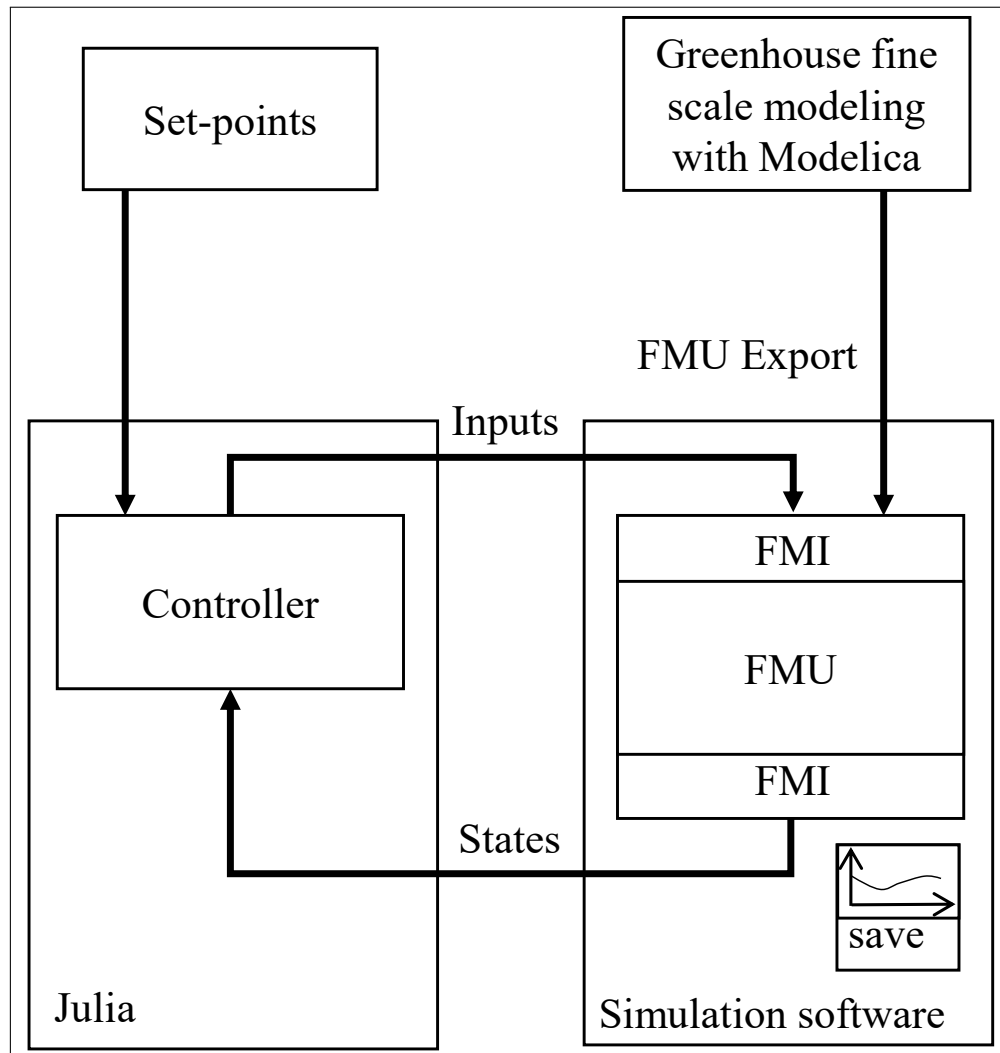 Set-points
Greenhouse fine
scale modeling
with Modelica
FMU Export
Inputs
Controller
FMI
FMU
FMI
States
save
Julia
Simulation software